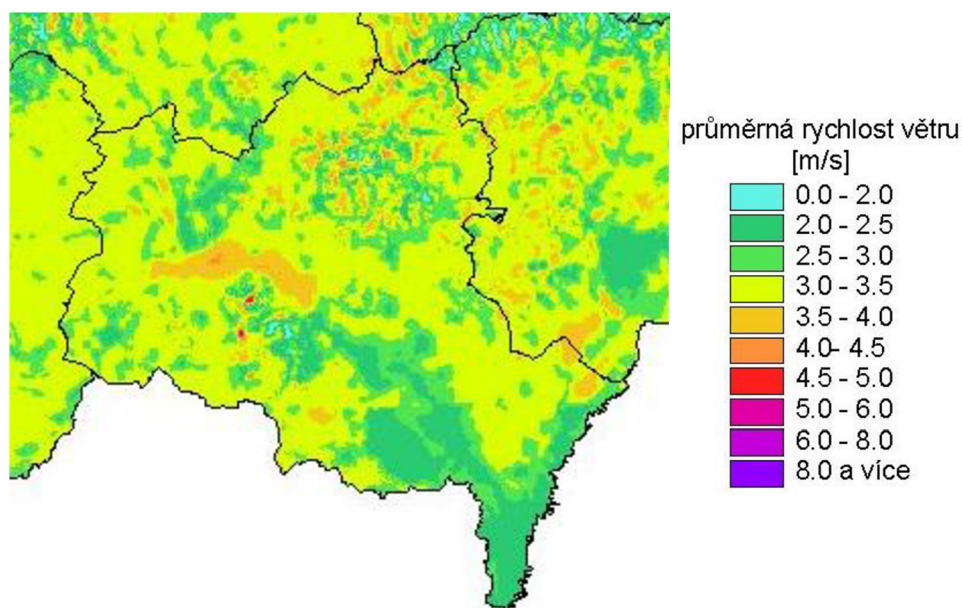 průměrná rychlost větru
[m/s]
0.0 - 2.0
2.0 - 2.5
2.5 - 3.0
3.0 - 3.5
3.5 - 4.0
4.0- 4.5
4.5 - 5.0
5.0 - 6.0
6.0 - 8.0
8.0 a více